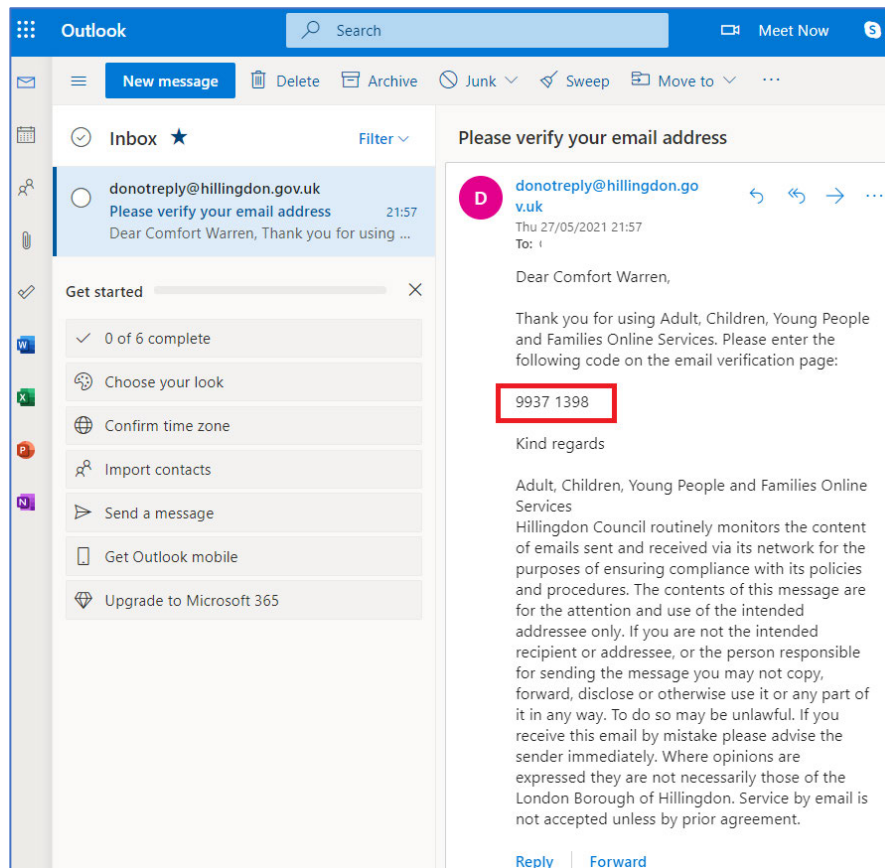 Outlook
Search
Meet Now
S
New message
Delete
Archive
Junk
Sweep
Move to
Inbox
Filter
donotreply@hillingdon.gov.uk
Please verify your email address 21:57
Dear Comfort Warren, Thank you for using ...
Get started
0 of 6 complete
Choose your look
Confirm time zone
Import contacts
Send a message
Get Outlook mobile
Upgrade to Microsoft 365
W
X
P
N
Please verify your email address
D
donotreply@hillingdon.go
v.uk
Thu 27/05/2021 21:57
To:
Dear Comfort Warren,
Thank you for using Adult, Children, Young People
and Families Online Services. Please enter the
following code on the email verification page:
9937 1398
Kind regards
Adult, Children, Young People and Families Online
Services
Hillingdon Council routinely monitors the content
of emails sent and received via its network for the
purposes of ensuring compliance with its policies
and procedures. The contents of this message are
for the attention and use of the intended
addressee only. If you are not the intended
recipient or addressee, or the person responsible
for sending the message you may not copy,
forward, disclose or otherwise use it or any part of
it in any way. To do so may be unlawful. If you
receive this email by mistake please advise the
sender immediately. Where opinions are
expressed they are not necessarily those of the
London Borough of Hillingdon. Service by email is
not accepted unless by prior agreement.
Reply
Forward